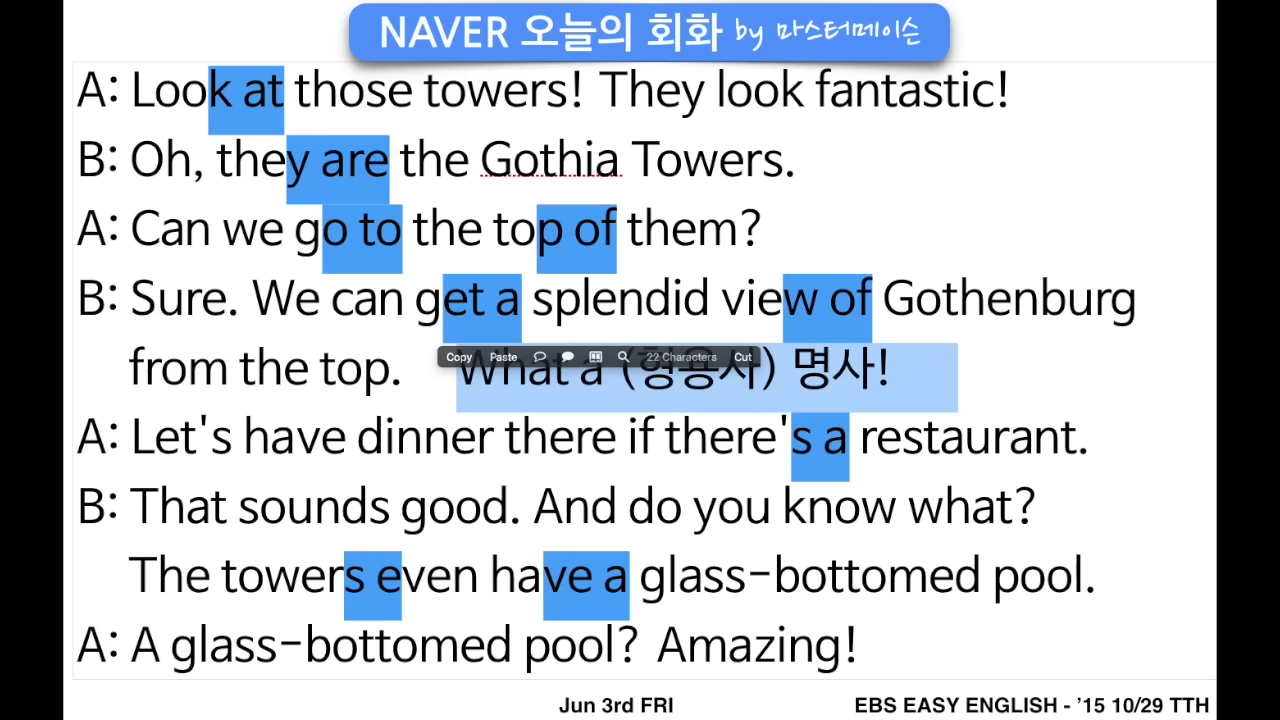 NAVER 오늘의 회화 by 마스터메이슨
A: Look at those towers! They look fantastic!
B: Oh, they are the Gothia Towers.
A: Can we go to the top of them?
B: Sure. We can get a splendid view of Gothenburg
from the top. What a (형용사) 명사!
Copy Paste 22 Characters Cut
A: Let's have dinner there if there's a restaurant.
B: That sounds good. And do you know what?
The towers even have a glass-bottomed pool.
A: A glass-bottomed pool? Amazing!
Jun 3rd FRI EBS EASY ENGLISH - ’15 10/29 TTH